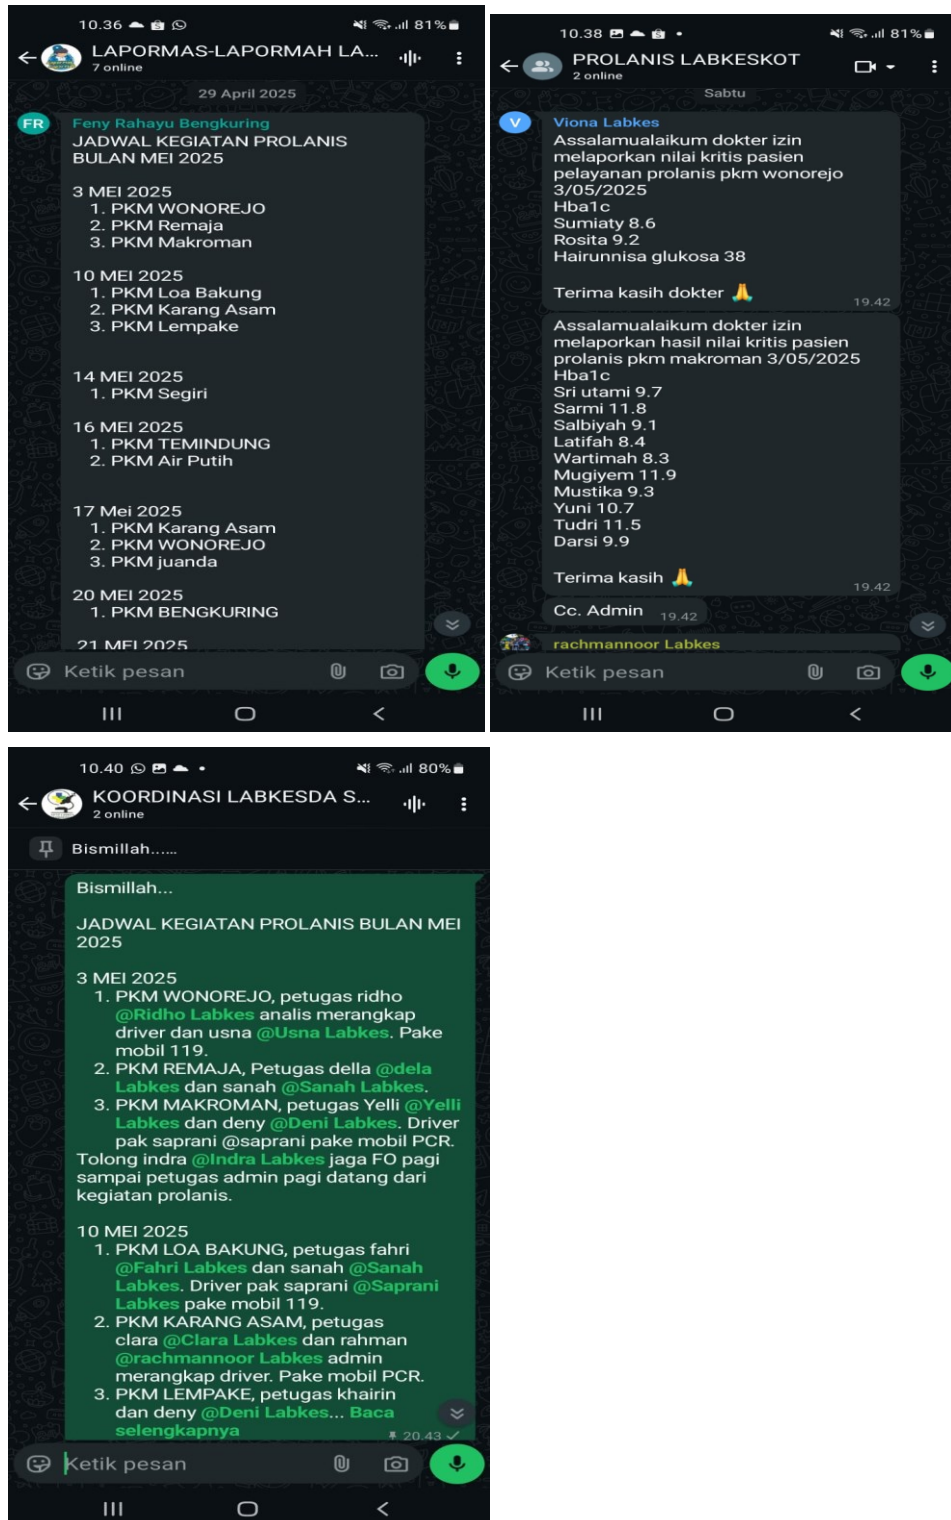 10.36 81%
LAPORMAS-LAPORMAH LA...
7 online
29 April 2025
FR
Feny Rahayu Bengkuring
JADWAL KEGIATAN PROLANIS
BULAN MEI 2025
3 MEI 2025
1. PKM WONOREJO
2. PKM Remaja
3. PKM Makroman
10 MEI 2025
1. PKM Loa Bakung
2. PKM Karang Asam
3. PKM Lempake
14 MEI 2025
1. PKM Segiri
16 MEI 2025
1. PKM TEMINDUNG
2. PKM Air Putih
17 Mei 2025
1. PKM Karang Asam
2. PKM WONOREJO
3. PKM juanda
20 MEI 2025
1. PKM BENGKURING
21 MEI 2025
Ketik pesan
10.38 81%
PROLANIS LABKESKOT
2 online
Sabtu
V
Viona Labkes
Assalamualaikum dokter izin
melaporkan nilai kritis pasien
pelayanan prolanis pkm wonorejo
3/05/2025
Hba1c
Sumiaty 8.6
Rosita 9.2
Hairunnisa glukosa 38
Terima kasih dokter 🙏
19.42
Assalamualaikum dokter izin
melaporkan hasil nilai kritis pasien
prolanis pkm makroman 3/05/2025
Hba1c
Sri utami 9.7
Sarmi 11.8
Salbiyah 9.1
Latifah 8.4
Wartimah 8.3
Mugiyem 11.9
Mustika 9.3
Yuni 10.7
Tudri 11.5
Darsi 9.9
Terima kasih 🙏
19.42
Cc. Admin 19.42
rachmannoor Labkes
Ketik pesan
10.40 80%
KOORDINASI LABKESDA S...
2 online
Bismillah......
Bismillah...
JADWAL KEGIATAN PROLANIS BULAN MEI
2025
3 MEI 2025
1. PKM WONOREJO, petugas ridho
@Ridho Labkes analis merangkap
driver dan usna @Usna Labkes. Pake
mobil 119.
2. PKM REMAJA, Petugas della @dela
Labkes dan sanah @Sanah Labkes.
3. PKM MAKROMAN, petugas Yelli @Yelli
Labkes dan deny @Deni Labkes. Driver
pak saprani @saprani pake mobil PCR.
Tolong indra @Indra Labkes jaga FO pagi
sampai petugas admin pagi datang dari
kegiatan prolanis.
10 MEI 2025
1. PKM LOA BAKUNG, petugas fahri
@Fahri Labkes dan sanah @Sanah
Labkes. Driver pak saprani @Saprani
Labkes pake mobil 119.
2. PKM KARANG ASAM, petugas
clara @Clara Labkes dan rahman
@rachmannoor Labkes admin
merangkap driver. Pake mobil PCR.
3. PKM LEMPAKE, petugas khairin
dan deny @Deni Labkes... Baca
selengkapnya
20.43
Ketik pesan